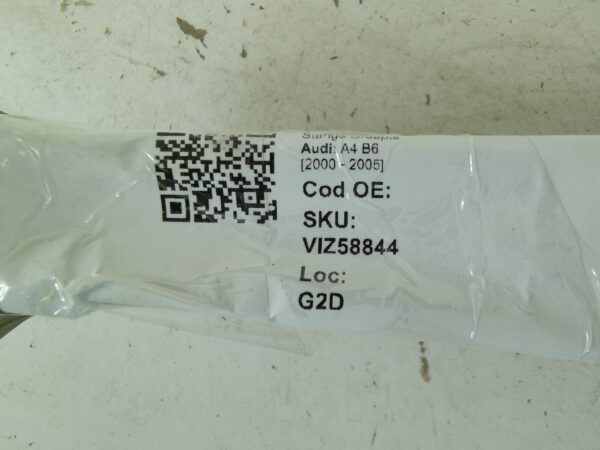 Audi: A4 B6
[2000 - 2005]
Cod OE:
SKU:
VIZ58844
Loc:
G2D